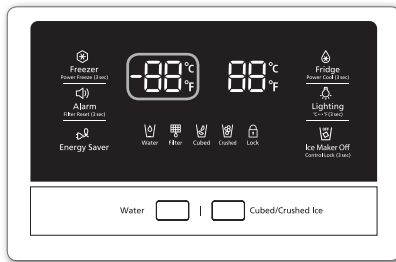 Freezer
Power Freeze (3 sec)
Alarm
Filter Reset (3 sec)
Energy Saver
-88 °C °F
88 °C °F
Water Filter Cubed Crushed Lock
Fridge
Power Cool (3 sec)
Lighting
°C↔°F (3 sec)
OFF
Ice Maker Off
Control Lock (3 sec)
Water | Cubed/Crushed Ice